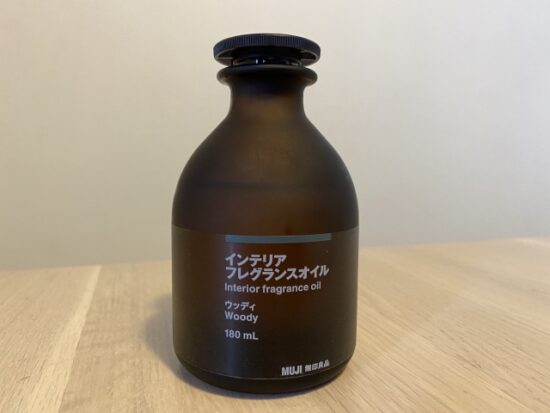 インテリア
フレグランスオイル
Interior fragrance oil
ウッディ
Woody
180 mL
MUJI 無印良品